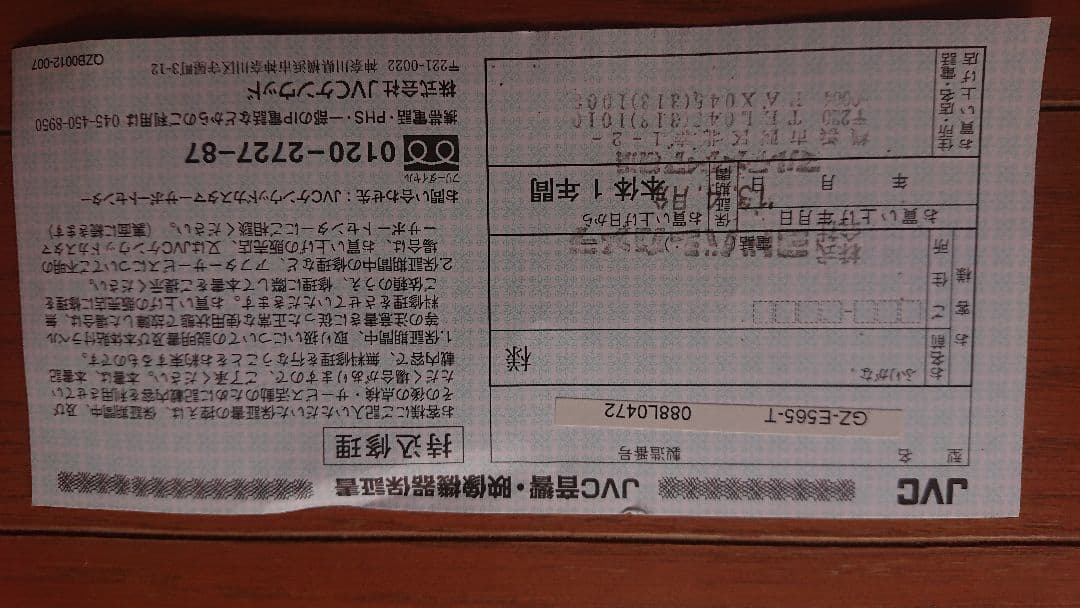 JVC
JVC音響・映像機器保証書
型名
製造番号
GZ-E565-T 088L0472
ふりがな
お名前
様
お客様
ご住所
電話
お買い上げ年月日
年 月 日
保証期間
お買い上げ日から
本体1年間
お買い上げ店
住所・店名・電話
TEL045(313)1010
FAX045(313)100
持込修理
お客様にご記入いただいた保証書の控えは、保証期間中、及び
その後の点検・サービス活動のために記載内容を利用させてい
ただく場合がありますので、ご了承ください。本書は、本書記
載内容で、無料修理を行なうことをお約束するものです。
1.保証期間中、取り扱いについての説明書及び本体貼付ラベル
等の注意書きに従った正常な使用状態で故障した場合は、無
料修理をさせていただきます。お買い上げの販売店に修理を
ご依頼のうえ、修理に際して本書をご提示ください。
2.保証期間中の修理など、アフターサービスについてご不明の
場合は、お買い上げの販売店、又はJVCケンウッドカスタマ
ーサポートセンターにご相談ください。(裏面に続きます)
お問い合わせ先:JVCケンウッドカスタマーサポートセンター
フリーダイヤル
0120-2727-87
携帯電話・PHS・一部のIP電話などからのご利用は 045-450-8950
株式会社JVCケンウッド
〒221-0022 神奈川県横浜市神奈川区守屋町3-12
QZB0012-007